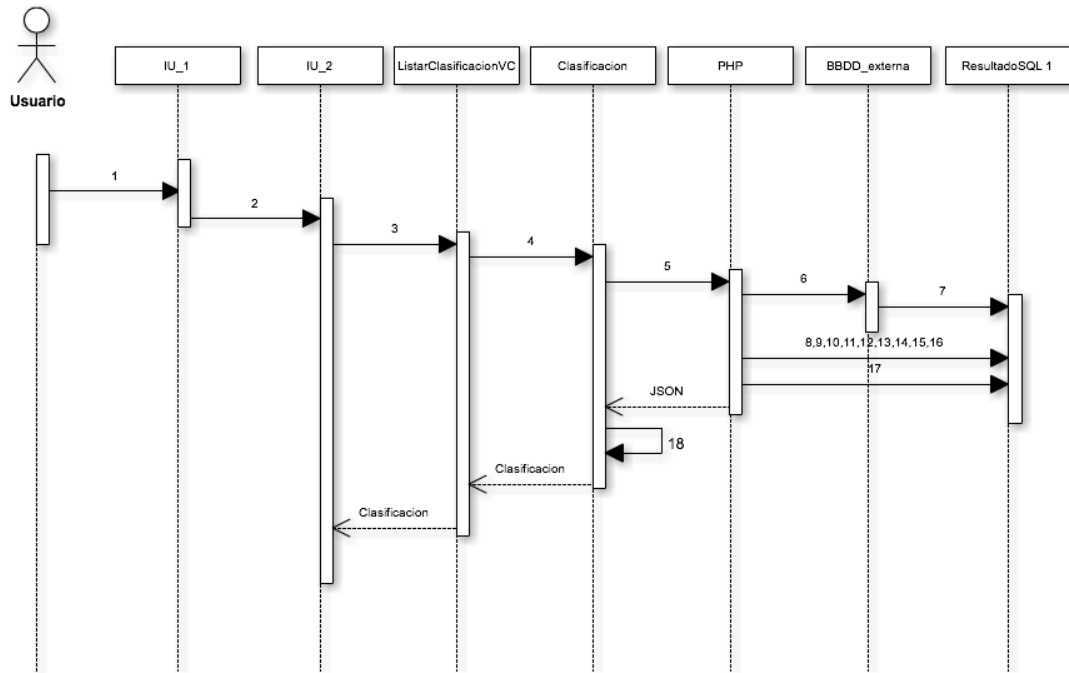 Usuario
IU_1
IU_2
ListarClasificacionVC
Clasificacion
PHP
BBDD_externa
ResultadoSQL 1
1
2
3
4
5
6
7
8,9,10,11,12,13,14,15,16
17
JSON
18
Clasificacion
Clasificacion